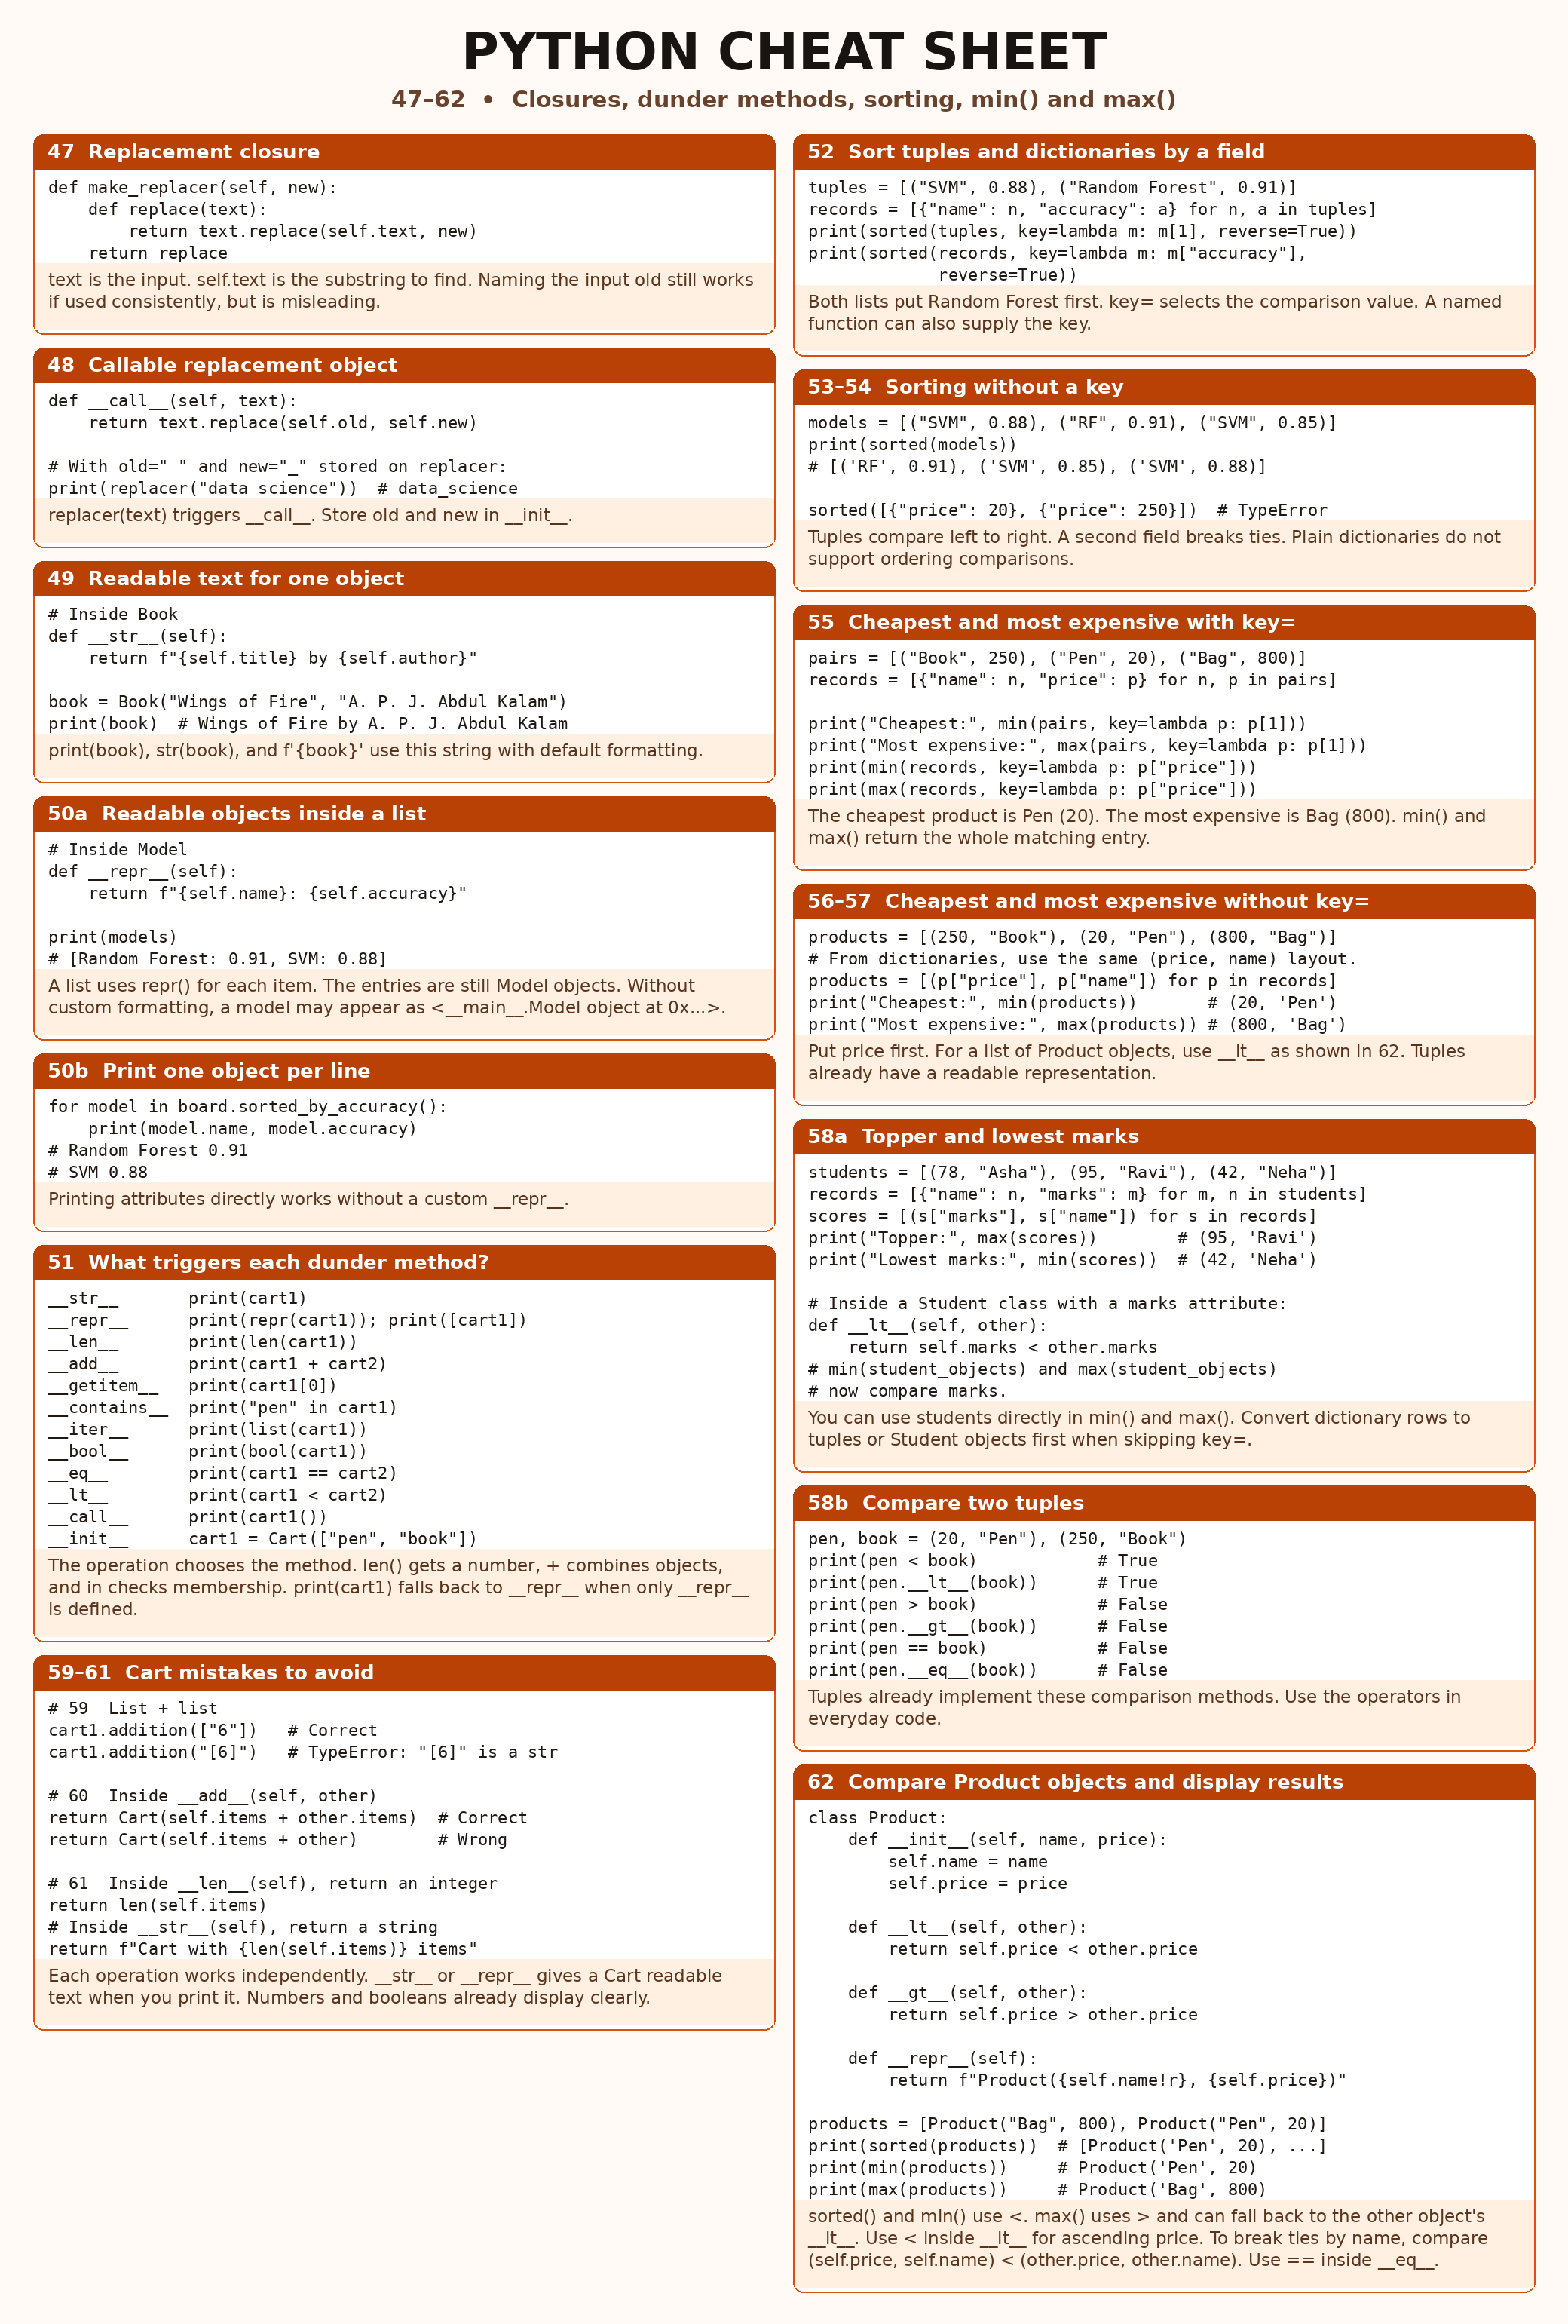 PYTHON CHEAT SHEET
47–62 • Closures, dunder methods, sorting, min() and max()
47 Replacement closure
def make_replacer(self, new):
    def replace(text):
        return text.replace(self.text, new)
    return replace
text is the input. self.text is the substring to find. Naming the input old still works
if used consistently, but is misleading.
48 Callable replacement object
def __call__(self, text):
    return text.replace(self.old, self.new)

# With old=" " and new="_" stored on replacer:
print(replacer("data science"))  # data_science
replacer(text) triggers __call__. Store old and new in __init__.
49 Readable text for one object
# Inside Book
def __str__(self):
    return f"{self.title} by {self.author}"

book = Book("Wings of Fire", "A. P. J. Abdul Kalam")
print(book)  # Wings of Fire by A. P. J. Abdul Kalam
print(book), str(book), and f'{book}' use this string with default formatting.
50a Readable objects inside a list
# Inside Model
def __repr__(self):
    return f"{self.name}: {self.accuracy}"

print(models)
# [Random Forest: 0.91, SVM: 0.88]
A list uses repr() for each item. The entries are still Model objects. Without
custom formatting, a model may appear as <__main__.Model object at 0x...>.
50b Print one object per line
for model in board.sorted_by_accuracy():
    print(model.name, model.accuracy)
# Random Forest 0.91
# SVM 0.88
Printing attributes directly works without a custom __repr__.
51 What triggers each dunder method?
__str__       print(cart1)
__repr__      print(repr(cart1)); print([cart1])
__len__       print(len(cart1))
__add__       print(cart1 + cart2)
__getitem__   print(cart1[0])
__contains__  print("pen" in cart1)
__iter__      print(list(cart1))
__bool__      print(bool(cart1))
__eq__        print(cart1 == cart2)
__lt__        print(cart1 < cart2)
__call__      print(cart1())
__init__      cart1 = Cart(["pen", "book"])
The operation chooses the method. len() gets a number, + combines objects,
and in checks membership. print(cart1) falls back to __repr__ when only __repr__
is defined.
59–61 Cart mistakes to avoid
# 59  List + list
cart1.addition(["6"])   # Correct
cart1.addition("[6]")   # TypeError: "[6]" is a str

# 60  Inside __add__(self, other)
return Cart(self.items + other.items)  # Correct
return Cart(self.items + other)        # Wrong

# 61  Inside __len__(self), return an integer
return len(self.items)
# Inside __str__(self), return a string
return f"Cart with {len(self.items)} items"
Each operation works independently. __str__ or __repr__ gives a Cart readable
text when you print it. Numbers and booleans already display clearly.
52 Sort tuples and dictionaries by a field
tuples = [("SVM", 0.88), ("Random Forest", 0.91)]
records = [{"name": n, "accuracy": a} for n, a in tuples]
print(sorted(tuples, key=lambda m: m[1], reverse=True))
print(sorted(records, key=lambda m: m["accuracy"],
             reverse=True))
Both lists put Random Forest first. key= selects the comparison value. A named
function can also supply the key.
53–54 Sorting without a key
models = [("SVM", 0.88), ("RF", 0.91), ("SVM", 0.85)]
print(sorted(models))
# [('RF', 0.91), ('SVM', 0.85), ('SVM', 0.88)]

sorted([{"price": 20}, {"price": 250}])  # TypeError
Tuples compare left to right. A second field breaks ties. Plain dictionaries do not
support ordering comparisons.
55 Cheapest and most expensive with key=
pairs = [("Book", 250), ("Pen", 20), ("Bag", 800)]
records = [{"name": n, "price": p} for n, p in pairs]

print("Cheapest:", min(pairs, key=lambda p: p[1]))
print("Most expensive:", max(pairs, key=lambda p: p[1]))
print(min(records, key=lambda p: p["price"]))
print(max(records, key=lambda p: p["price"]))
The cheapest product is Pen (20). The most expensive is Bag (800). min() and
max() return the whole matching entry.
56–57 Cheapest and most expensive without key=
products = [(250, "Book"), (20, "Pen"), (800, "Bag")]
# From dictionaries, use the same (price, name) layout.
products = [(p["price"], p["name"]) for p in records]
print("Cheapest:", min(products))       # (20, 'Pen')
print("Most expensive:", max(products)) # (800, 'Bag')
Put price first. For a list of Product objects, use __lt__ as shown in 62. Tuples
already have a readable representation.
58a Topper and lowest marks
students = [(78, "Asha"), (95, "Ravi"), (42, "Neha")]
records = [{"name": n, "marks": m} for m, n in students]
scores = [(s["marks"], s["name"]) for s in records]
print("Topper:", max(scores))        # (95, 'Ravi')
print("Lowest marks:", min(scores))  # (42, 'Neha')

# Inside a Student class with a marks attribute:
def __lt__(self, other):
    return self.marks < other.marks
# min(student_objects) and max(student_objects)
# now compare marks.
You can use students directly in min() and max(). Convert dictionary rows to
tuples or Student objects first when skipping key=.
58b Compare two tuples
pen, book = (20, "Pen"), (250, "Book")
print(pen < book)            # True
print(pen.__lt__(book))      # True
print(pen > book)            # False
print(pen.__gt__(book))      # False
print(pen == book)           # False
print(pen.__eq__(book))      # False
Tuples already implement these comparison methods. Use the operators in
everyday code.
62 Compare Product objects and display results
class Product:
    def __init__(self, name, price):
        self.name = name
        self.price = price

    def __lt__(self, other):
        return self.price < other.price

    def __gt__(self, other):
        return self.price > other.price

    def __repr__(self):
        return f"Product({self.name!r}, {self.price})"

products = [Product("Bag", 800), Product("Pen", 20)]
print(sorted(products))  # [Product('Pen', 20), ...]
print(min(products))     # Product('Pen', 20)
print(max(products))     # Product('Bag', 800)
sorted() and min() use <. max() uses > and can fall back to the other object's
__lt__. Use < inside __lt__ for ascending price. To break ties by name, compare
(self.price, self.name) < (other.price, other.name). Use == inside __eq__.